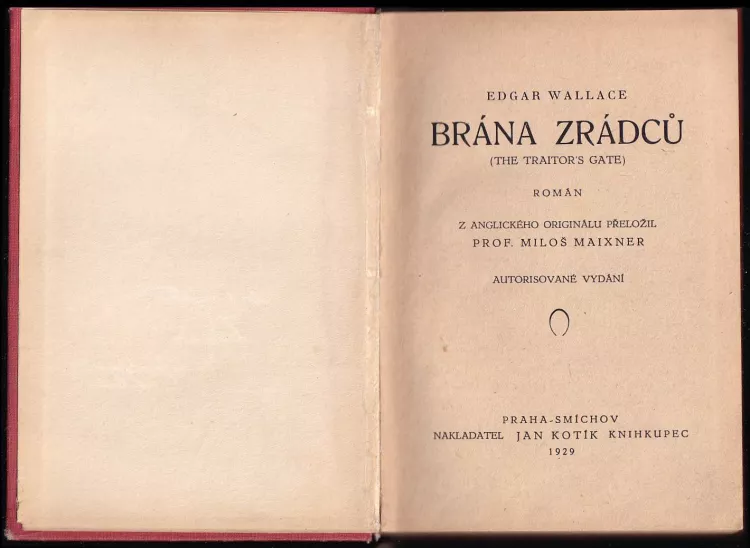 EDGAR WALLACE
BRÁNA ZRÁDCŮ
(THE TRAITOR'S GATE)
ROMÁN
Z ANGLICKÉHO ORIGINÁLU PŘELOŽIL
PROF. MILOŠ MAIXNER
AUTORISOVANÉ VYDÁNÍ
PRAHA-SMÍCHOV
NAKLADATEL JAN KOTÍK KNIHKUPEC
1929